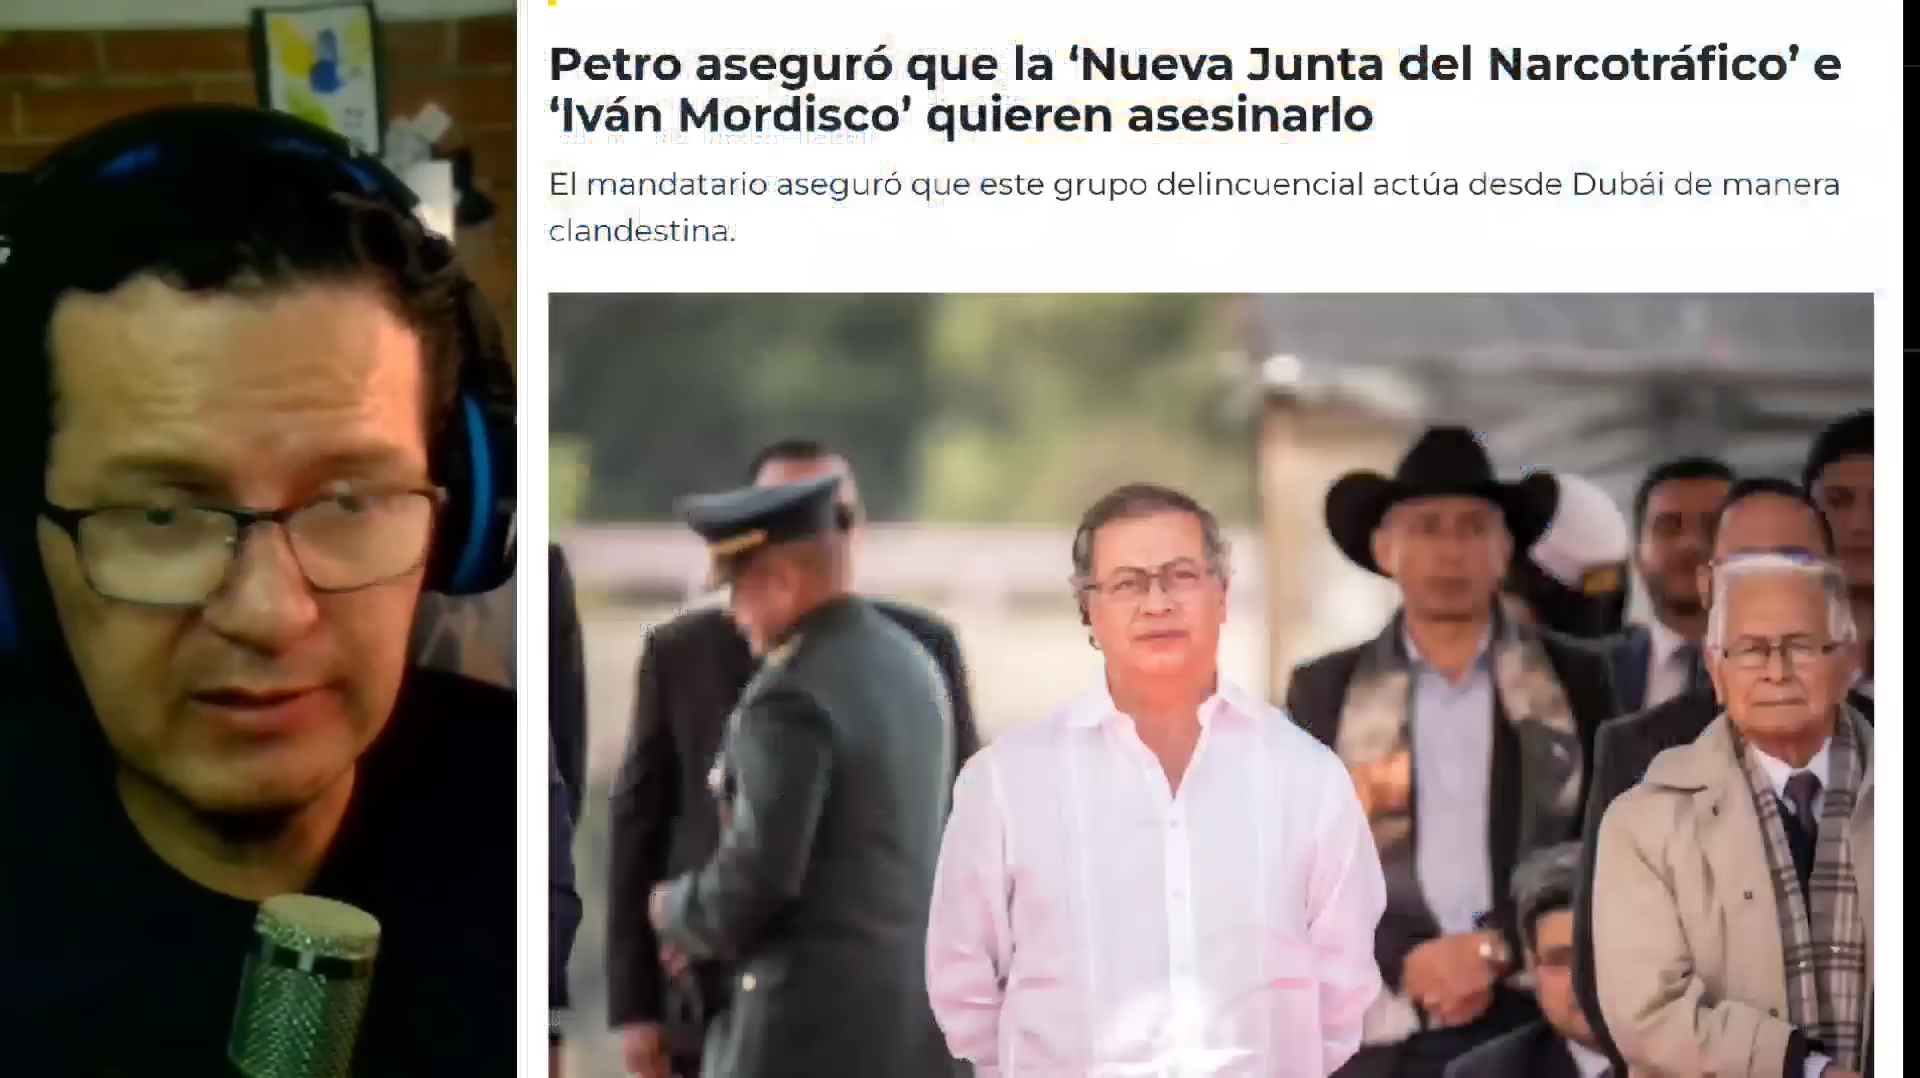 Petro aseguró que la ‘Nueva Junta del Narcotráfico’ e
‘Iván Mordisco’ quieren asesinarlo
El mandatario aseguró que este grupo delincuencial actúa desde Dubái de manera
clandestina.